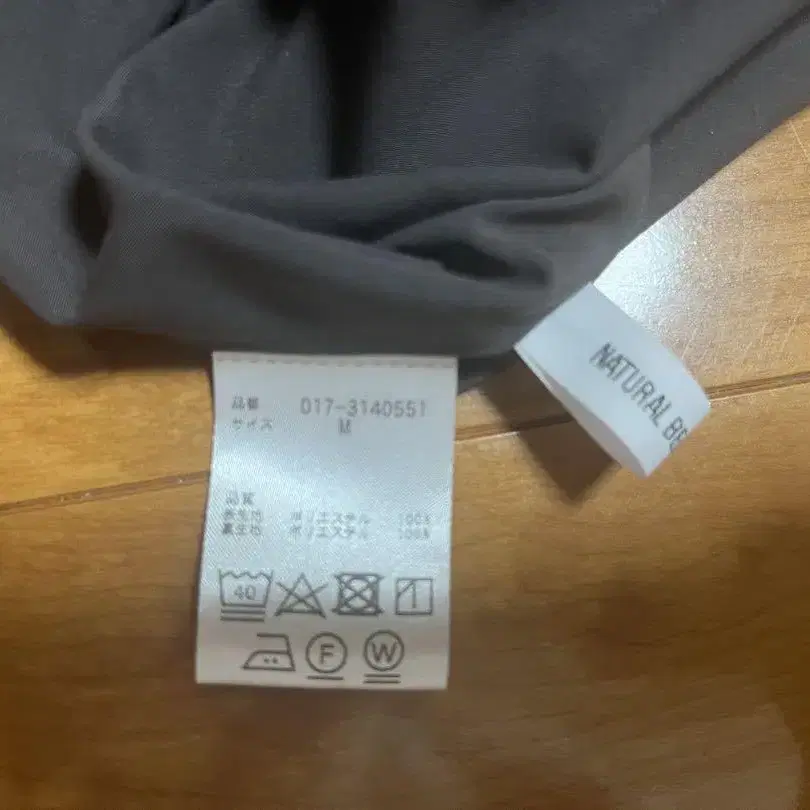 品番 017-3140551
サイズ M
品質
表生地 ポリエステル 100%
裏生地 ポリエステル 100%
40
F W
NATURAL BE